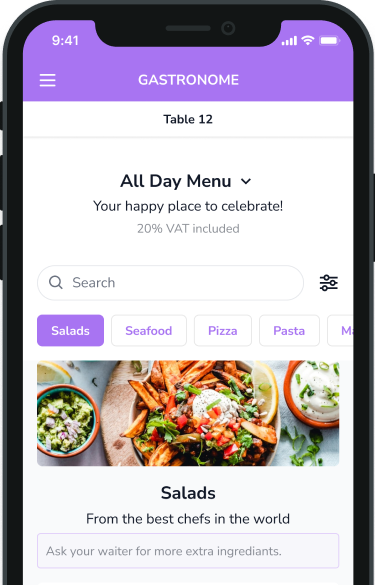 9:41
GASTRONOME
Table 12
All Day Menu
Your happy place to celebrate!
20% VAT included
Search
Salads Seafood Pizza Pasta
Salads
From the best chefs in the world
Ask your waiter for more extra ingrediants.